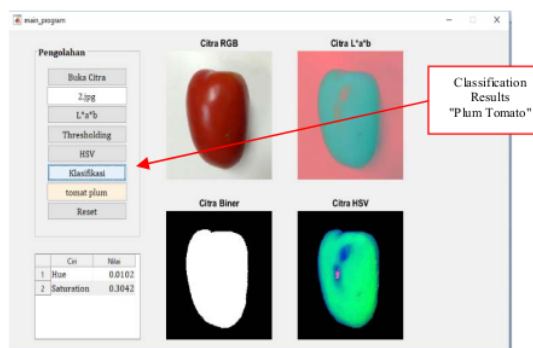 main_program
Pengolahan
Buka Citra
2.jpg
L*a*b
Thresholding
HSV
Klasifikasi
tomat plum
Reset
Citra RGB
Citra L*a*b
Citra Biner
Citra HSV
Ciri Nilai
1 Hue 0.0102
2 Saturation 0.3042
Classification
Results
"Plum Tomato"